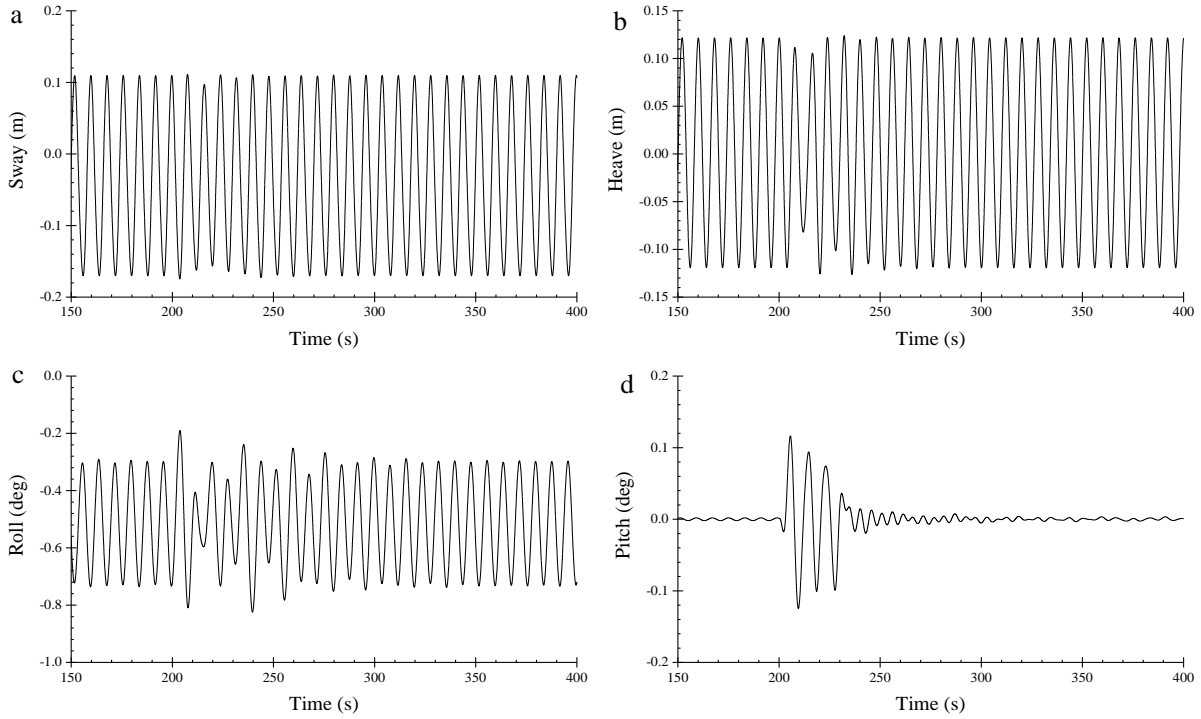 a
0.2
0.1
0.0
-0.1
-0.2
Sway (m)
150 200 250 300 350 400
Time (s)
b
0.15
0.10
0.05
0.00
-0.05
-0.10
-0.15
Heave (m)
150 200 250 300 350 400
Time (s)
c
0.0
-0.2
-0.4
-0.6
-0.8
-1.0
Roll (deg)
150 200 250 300 350 400
Time (s)
d
0.2
0.1
0.0
-0.1
-0.2
Pitch (deg)
150 200 250 300 350 400
Time (s)